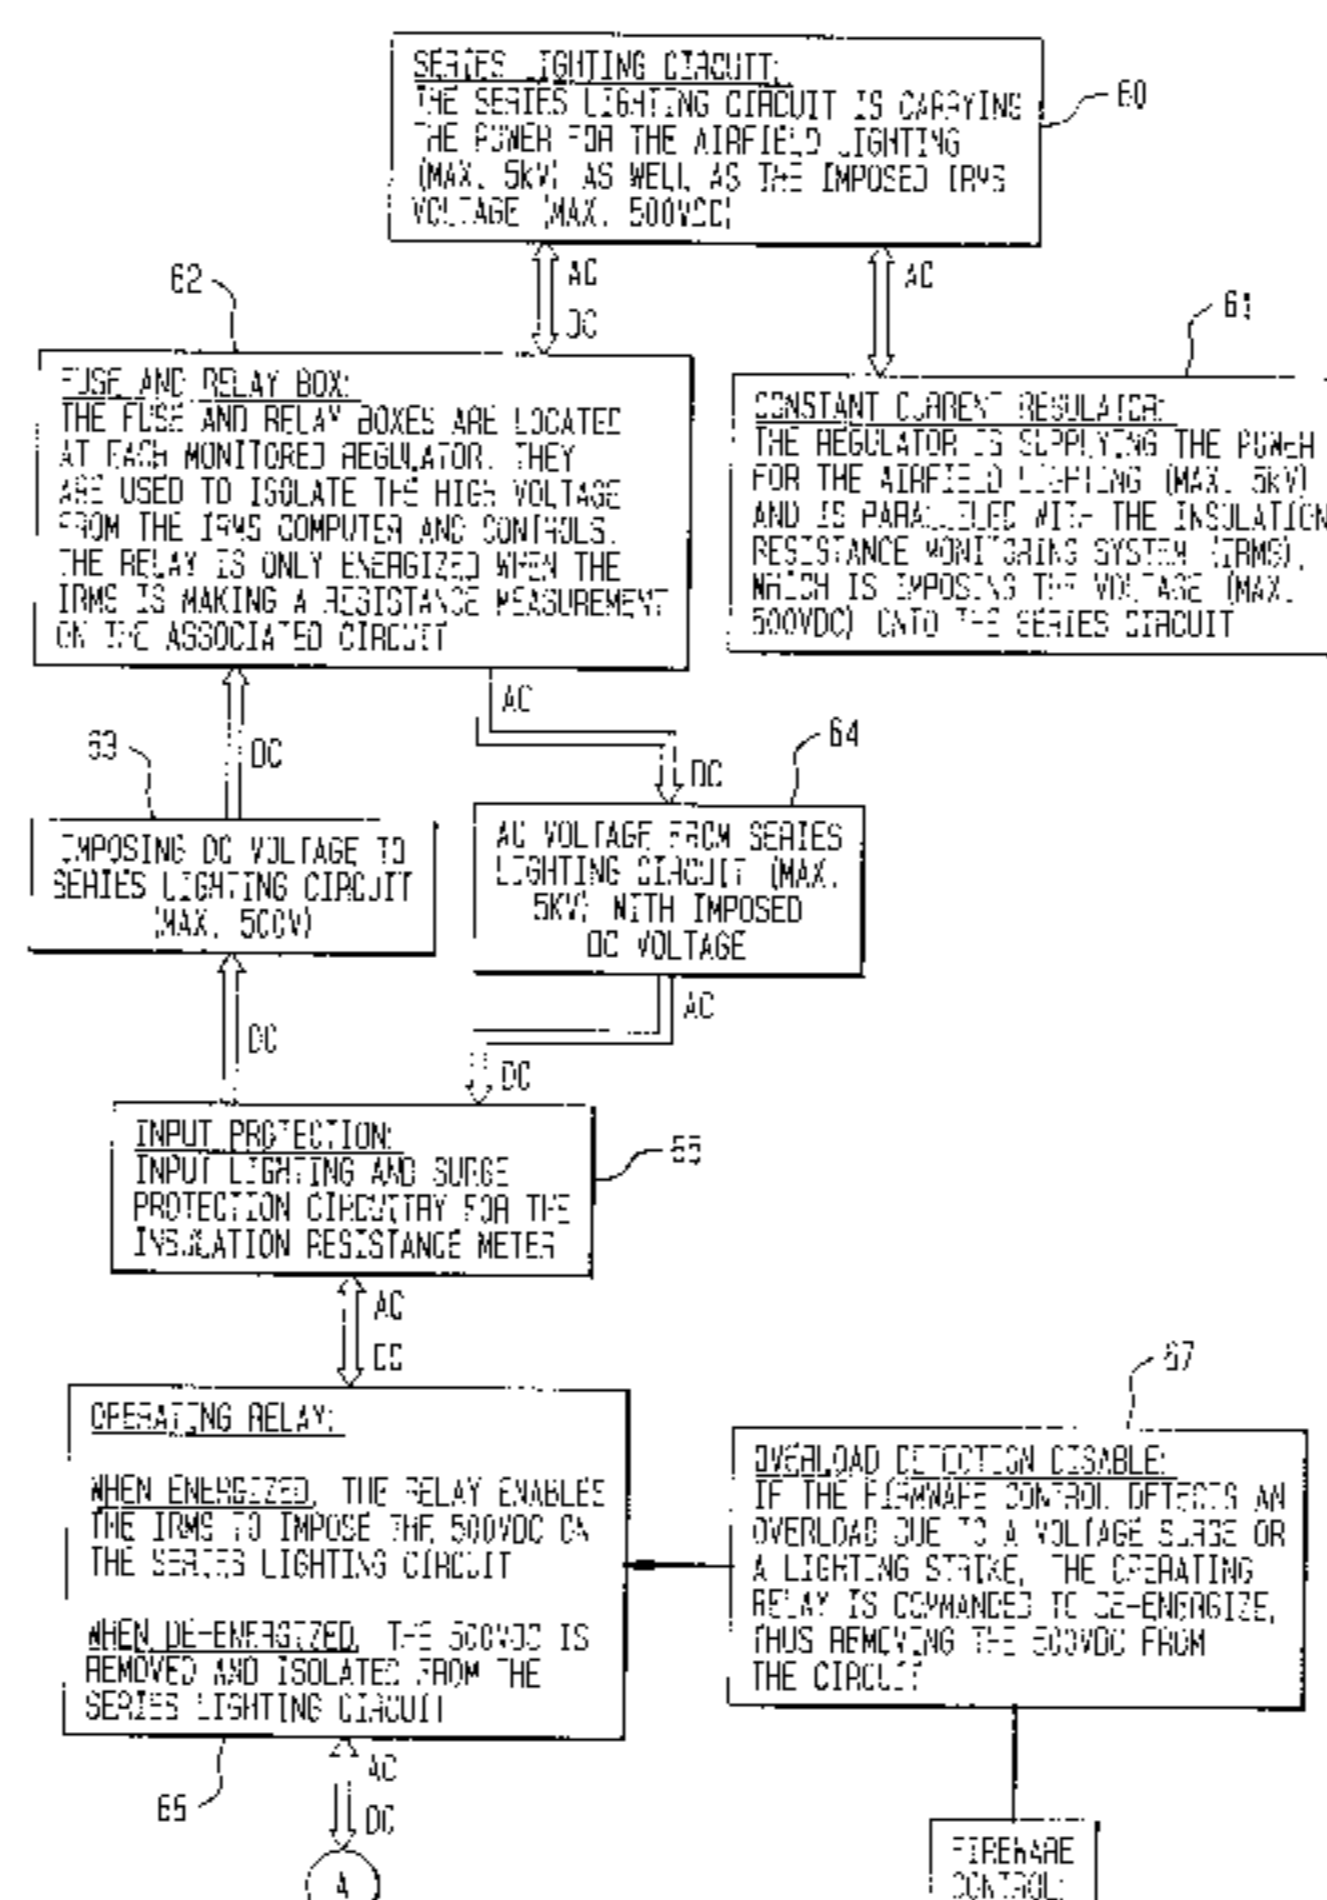 SERIES LIGHTING CIRCUIT:
THE SERIES LIGHTING CIRCUIT IS CARRYING
THE POWER FOR THE AIRFIELD LIGHTING
(MAX. 5kV) AS WELL AS THE IMPOSED IRMS
VOLTAGE (MAX. 500VDC)
60
AC
DC
AC
62
61
FUSE AND RELAY BOX:
THE FUSE AND RELAY BOXES ARE LOCATED
AT EACH MONITORED REGULATOR. THEY
ARE USED TO ISOLATE THE HIGH VOLTAGE
FROM THE IRMS COMPUTER AND CONTROLS.
THE RELAY IS ONLY ENERGIZED WHEN THE
IRMS IS MAKING A RESISTANCE MEASUREMENT
ON THE ASSOCIATED CIRCUIT
CONSTANT CURRENT REGULATOR:
THE REGULATOR IS SUPPLYING THE POWER
FOR THE AIRFIELD LIGHTING (MAX. 5kV)
AND IS PARALLELED WITH THE INSULATION
RESISTANCE MONITORING SYSTEM (IRMS),
WHICH IS IMPOSING THE VOLTAGE (MAX.
500VDC) ONTO THE SERIES CIRCUIT
63
DC
AC
DC
64
IMPOSING DC VOLTAGE TO
SERIES LIGHTING CIRCUIT
(MAX. 500V)
AC VOLTAGE FROM SERIES
LIGHTING CIRCUIT (MAX.
5KV) WITH IMPOSED
DC VOLTAGE
DC
AC
DC
INPUT PROTECTION:
INPUT LIGHTING AND SURGE
PROTECTION CIRCUITRY FOR THE
INSULATION RESISTANCE METER
65
AC
DC
OPERATING RELAY:
WHEN ENERGIZED, THE RELAY ENABLES
THE IRMS TO IMPOSE THE 500VDC ON
THE SERIES LIGHTING CIRCUIT
WHEN DE-ENERGIZED, THE 500VDC IS
REMOVED AND ISOLATED FROM THE
SERIES LIGHTING CIRCUIT
66
67
OVERLOAD DETECTION DISABLE:
IF THE FIRMWARE CONTROL DETECTS AN
OVERLOAD DUE TO A VOLTAGE SURGE OR
A LIGHTING STRIKE, THE OPERATING
RELAY IS COMMANDED TO DE-ENERGIZE,
THUS REMOVING THE 500VDC FROM
THE CIRCUIT
AC
DC
A
FIREWARE
CONTROL: